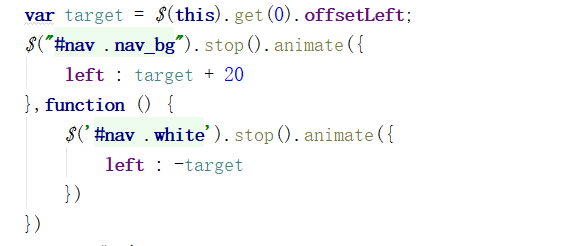 var target = $(this).get(0).offsetLeft;
$("#nav .nav_bg").stop().animate({
left : target + 20
},function () {
$('#nav .white').stop().animate({
left : -target
})
})